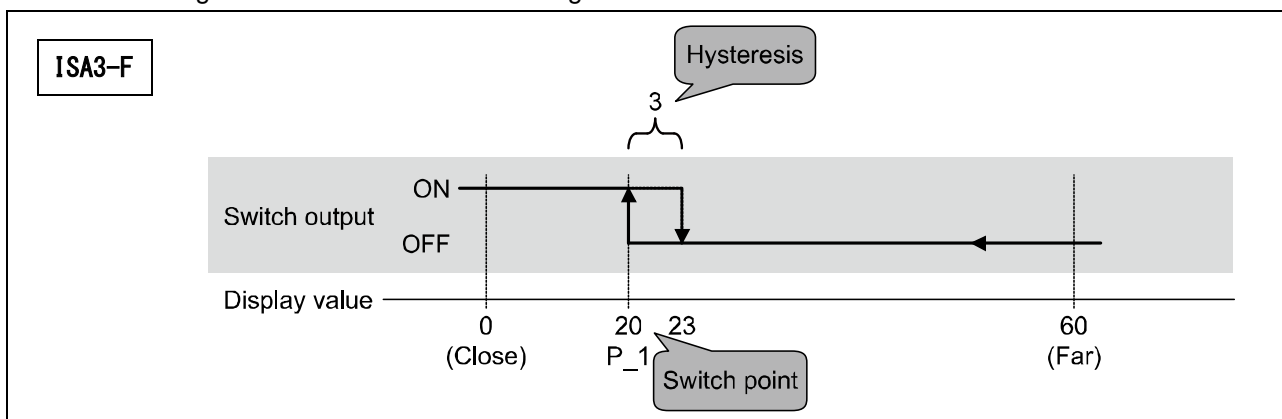 ISA3-F
Hysteresis
3
ON
Switch output
OFF
Display value
0 20 23 60
(Close) P_1 (Far)
Switch point